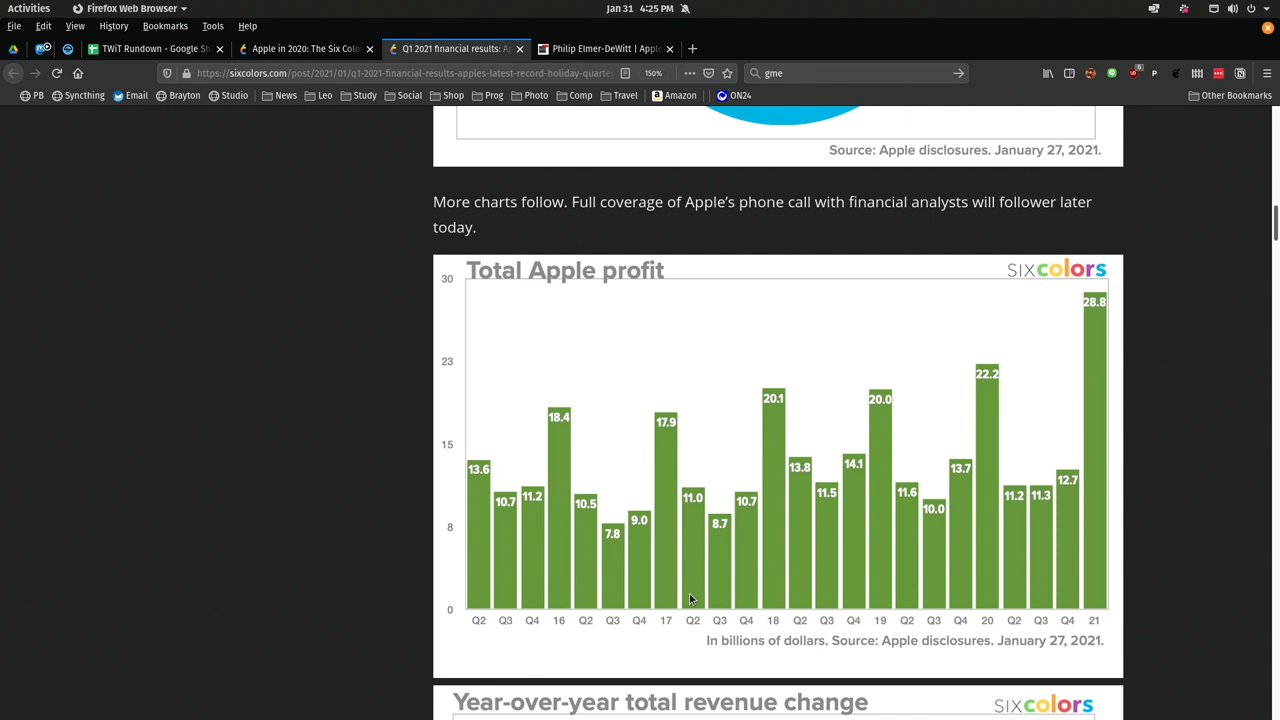 Activities
Firefox Web Browser
Jan 31 4:25 PM
File Edit View History Bookmarks Tools Help
TWiT Rundown - Google Sh
Apple in 2020: The Six Colo
Q1 2021 financial results: Ap
Philip Elmer-DeWitt | Apple
https://sixcolors.com/post/2021/01/q1-2021-financial-results-apples-latest-record-holiday-quarte
150%
gme
6
PB Syncthing Email Brayton Studio News Leo Study Social Shop Prog Photo Comp Travel Amazon ON24 Other Bookmarks
Source: Apple disclosures. January 27, 2021.
More charts follow. Full coverage of Apple’s phone call with financial analysts will follower later
today.
Total Apple profit
SIXcolors
30
23
15
8
0
13.6 10.7 11.2 18.4 10.5 7.8 9.0 17.9 11.0 8.7 10.7 20.1 13.8 11.5 14.1 20.0 11.6 10.0 13.7 22.2 11.2 11.3 12.7 28.8
Q2 Q3 Q4 16 Q2 Q3 Q4 17 Q2 Q3 Q4 18 Q2 Q3 Q4 19 Q2 Q3 Q4 20 Q2 Q3 Q4 21
In billions of dollars. Source: Apple disclosures. January 27, 2021.
Year-over-year total revenue change
SIXcolors